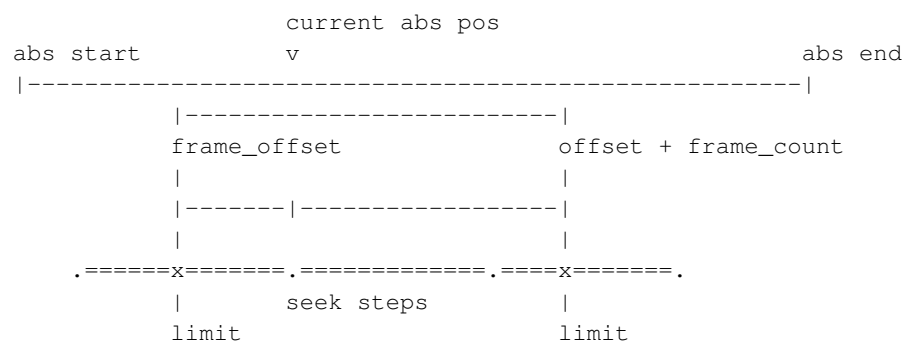 current abs pos
abs start v abs end
|------------------------------------------------------|
|--------------------------|
frame_offset offset + frame_count
| |
|-------|------------------|
| |
.======x=======.=============.====x=======.
| seek steps |
limit limit